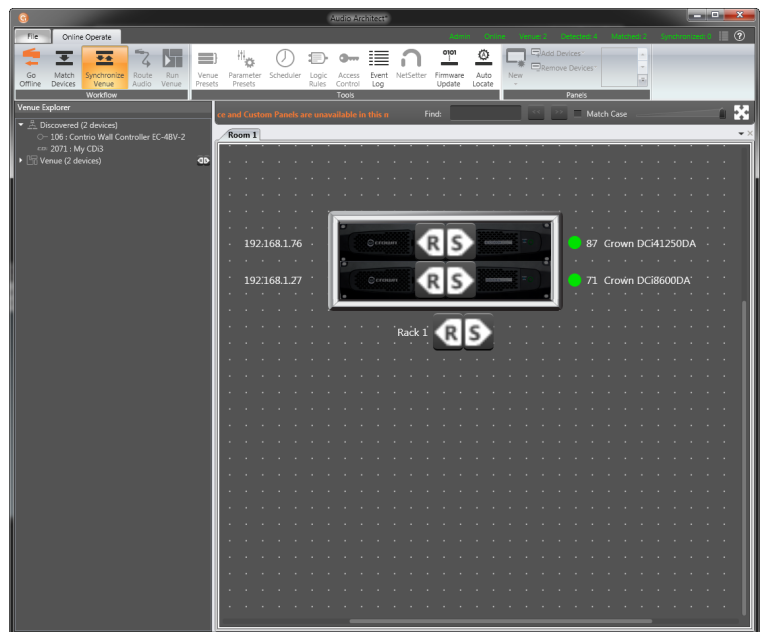 Audio Architect*
File
Online Operate
Admin Online Venue: 2 Detected: 4 Matched: 2 Synchronized: 0
Go Offline
Match Devices
Synchronize Venue
Route Audio
Run Venue
Venue Presets
Parameter Presets
Scheduler
Logic Rules
Access Control
Event Log
NetSetter
0101
Firmware Update
Auto Locate
New
Add Devices
Remove Devices
Workflow
Tools
Panels
Venue Explorer
ce and Custom Panels are unavailable in this n
Find:
Match Case
Discovered (2 devices)
106 : Contrio Wall Controller EC-4BV-2
2071 : My CDi3
Venue (2 devices)
Room 1
192.168.1.76
R S
87 Crown DCi41250DA
192.168.1.27
R S
71 Crown DCi8600DA
Rack 1
R S